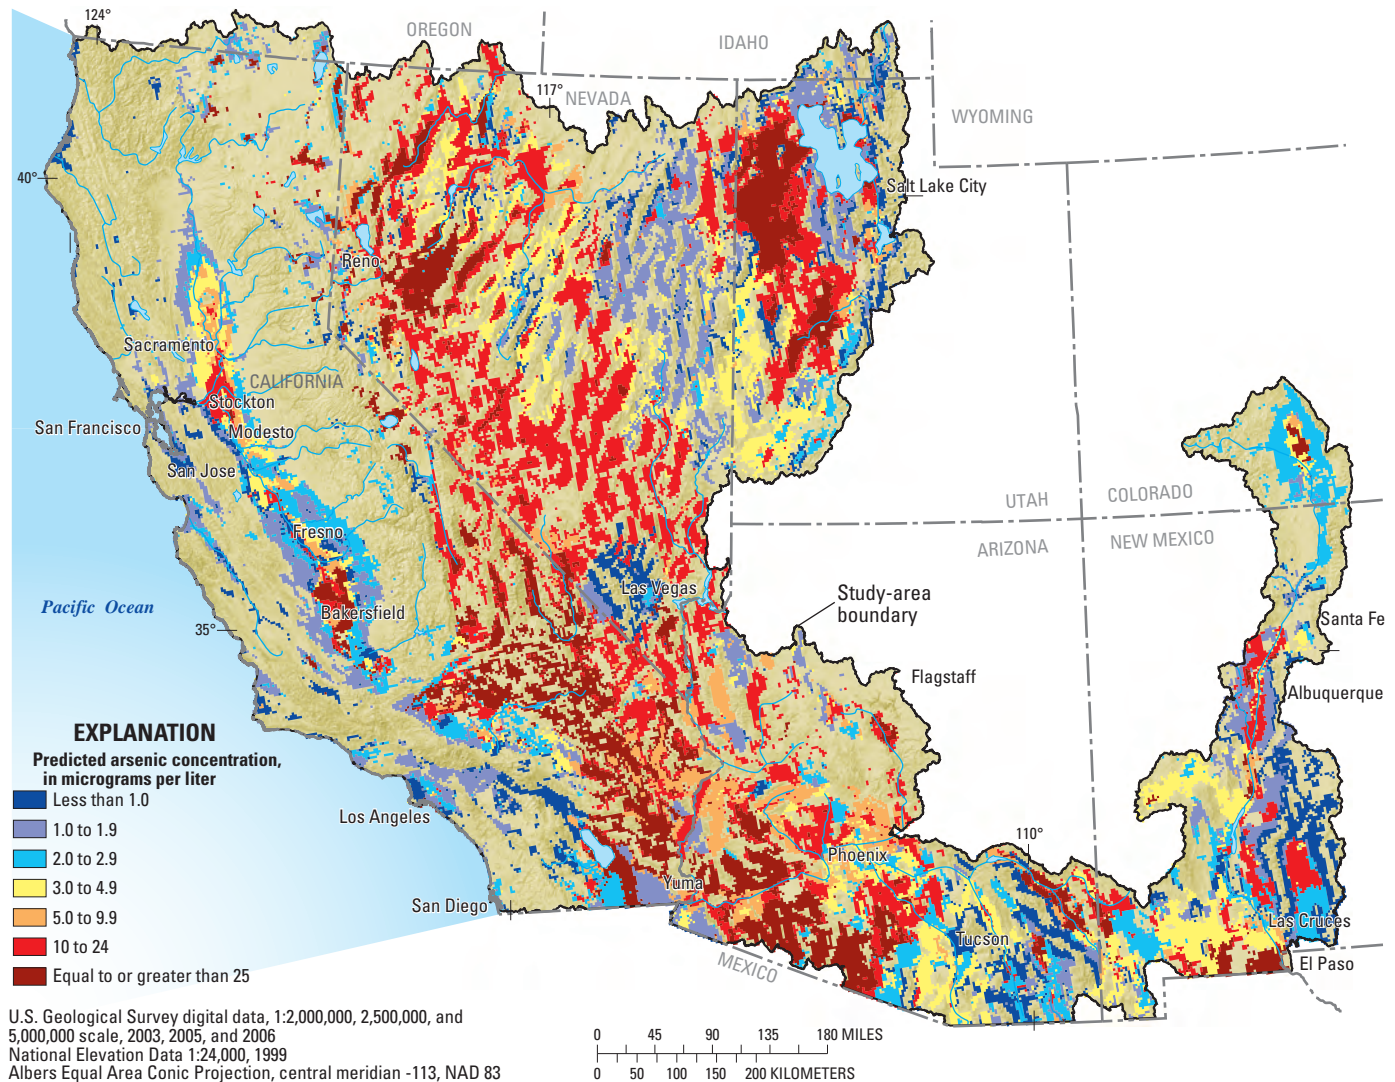 124°
OREGON
IDAHO
117°
NEVADA
WYOMING
40°
Salt Lake City
Reno
Sacramento
CALIFORNIA
Stockton
San Francisco
Modesto
San Jose
UTAH
COLORADO
Fresno
ARIZONA
NEW MEXICO
Las Vegas
Study-area
boundary
Pacific Ocean
Bakersfield
35°
Santa Fe
Flagstaff
Albuquerque
EXPLANATION
Predicted arsenic concentration,
in micrograms per liter
Less than 1.0
1.0 to 1.9
2.0 to 2.9
3.0 to 4.9
5.0 to 9.9
10 to 24
Equal to or greater than 25
Los Angeles
110°
Phoenix
Yuma
San Diego
Las Cruces
Tucson
MEXICO
El Paso
U.S. Geological Survey digital data, 1:2,000,000, 2,500,000, and
5,000,000 scale, 2003, 2005, and 2006
National Elevation Data 1:24,000, 1999
Albers Equal Area Conic Projection, central meridian -113, NAD 83
0 45 90 135 180 MILES
0 50 100 150 200 KILOMETERS